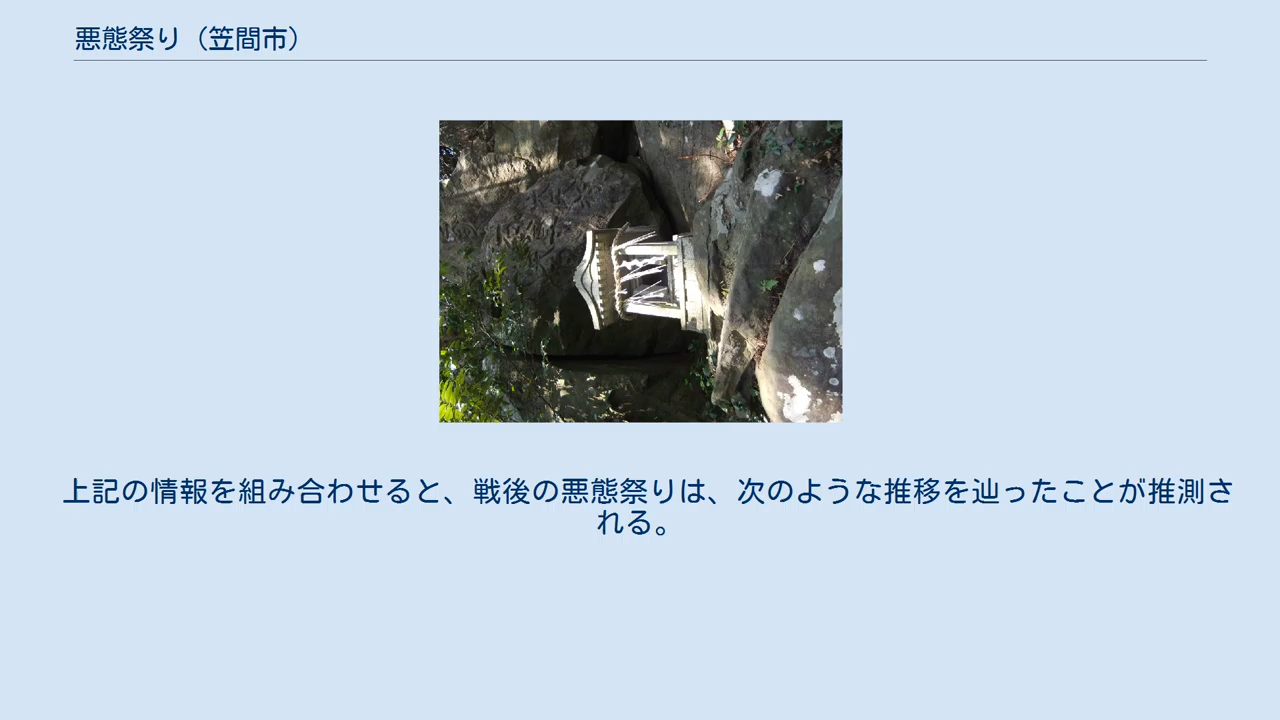 悪態祭り（笠間市）
上記の情報を組み合わせると、戦後の悪態祭りは、次のような推移を辿ったことが推測さ
れる。